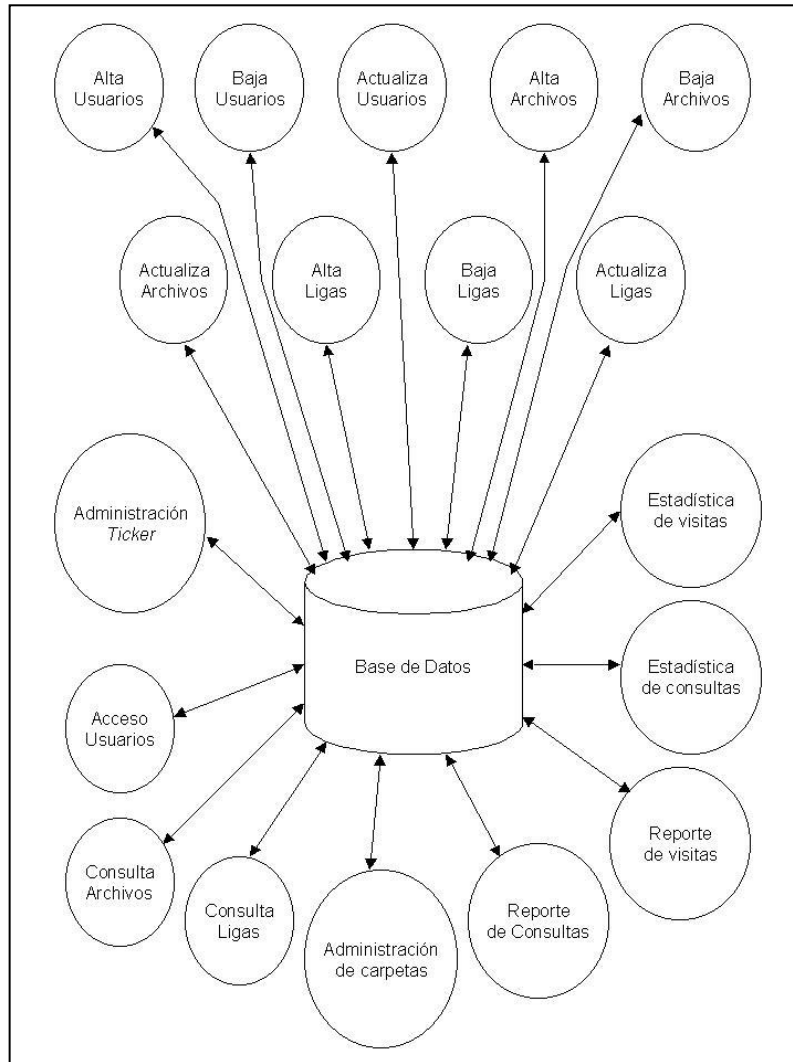 Alta
Usuarios
Baja
Usuarios
Actualiza
Usuarios
Alta
Archivos
Baja
Archivos
Actualiza
Archivos
Alta
Ligas
Baja
Ligas
Actualiza
Ligas
Administración
Ticker
Estadística
de visitas
Base de Datos
Estadística
de consultas
Acceso
Usuarios
Reporte
de visitas
Consulta
Archivos
Consulta
Ligas
Administración
de carpetas
Reporte
de Consultas